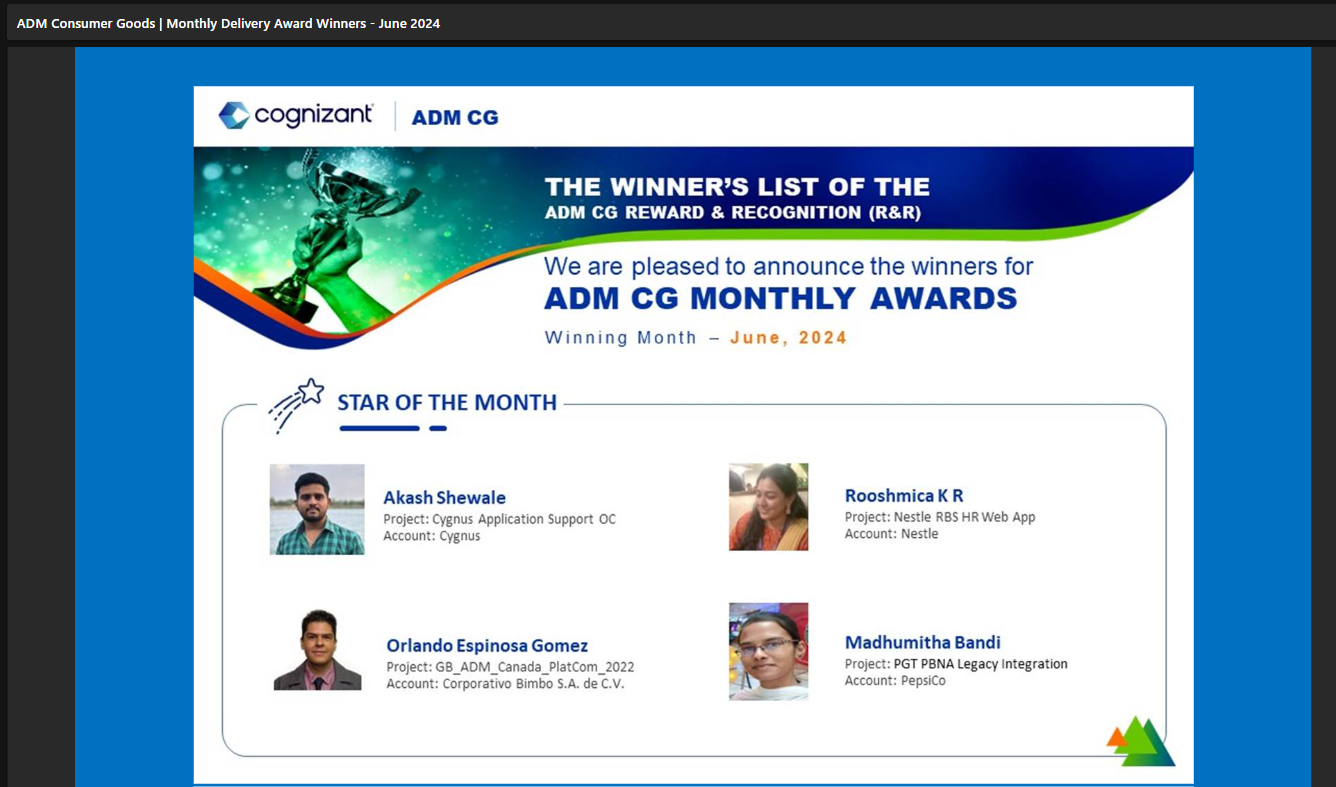 ADM Consumer Goods | Monthly Delivery Award Winners - June 2024
cognizant
ADM CG
THE WINNER'S LIST OF THE
ADM CG REWARD & RECOGNITION (R&R)
We are pleased to announce the winners for
ADM CG MONTHLY AWARDS
Winning Month – June, 2024
STAR OF THE MONTH
Akash Shewale
Project: Cygnus Application Support OC
Account: Cygnus
Rooshmica K R
Project: Nestle RBS HR Web App
Account: Nestle
Orlando Espinosa Gomez
Project: GB_ADM_Canada_PlatCom_2022
Account: Corporativo Bimbo S.A. de C.V.
Madhumitha Bandi
Project: PGT PBNA Legacy Integration
Account: PepsiCo